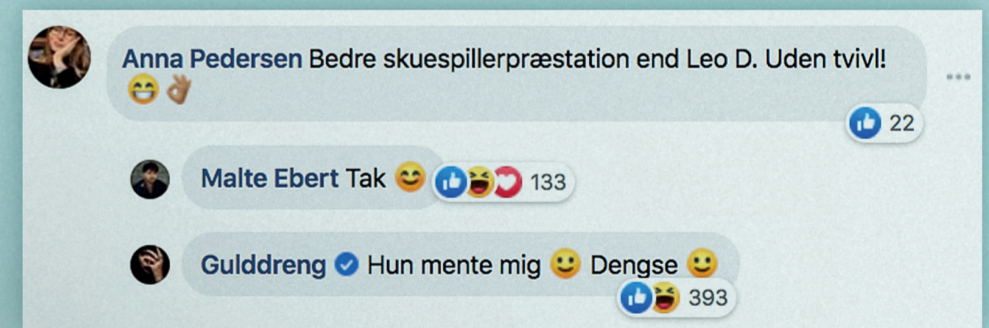 Anna Pedersen Bedre skuespillerpræstation end Leo D. Uden tvivl!
😁👌🏽
22
Malte Ebert Tak 😊 133
Gulddreng Hun mente mig 🙂 Dengse 🙂
393